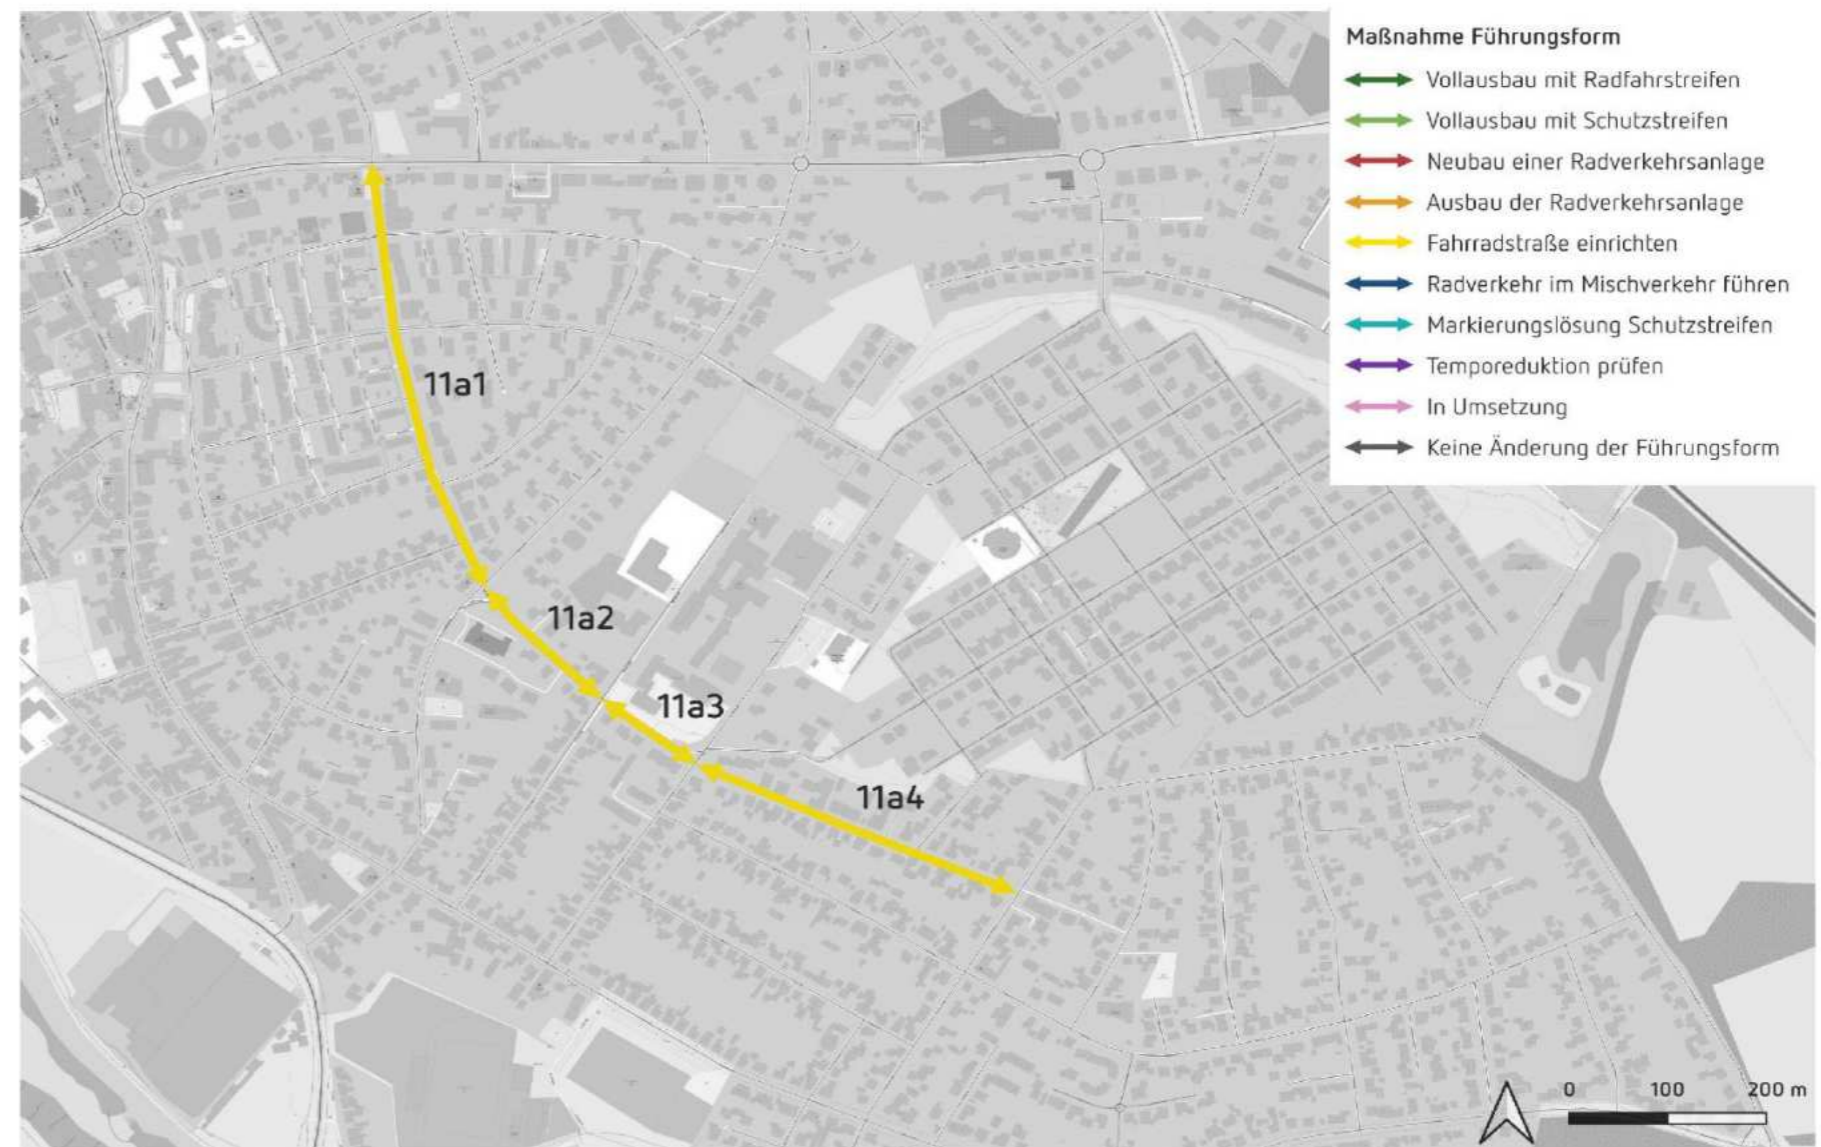 Maßnahme Führungsform
Vollausbau mit Radfahrstreifen
Vollausbau mit Schutzstreifen
Neubau einer Radverkehrsanlage
Ausbau der Radverkehrsanlage
Fahrradstraße einrichten
Radverkehr im Mischverkehr führen
Markierungslösung Schutzstreifen
Temporeduktion prüfen
In Umsetzung
Keine Änderung der Führungsform
11a1
11a2
11a3
11a4
0 100 200 m